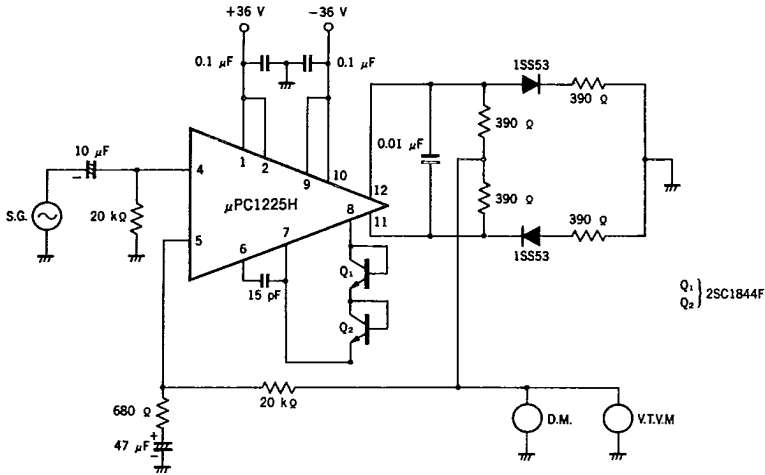 +36 V
−36 V
0.1 μF
0.1 μF
1SS53
390 Ω
390 Ω
10 μF
−
1
2
9
10
0.01 μF
4
12
μPC1225H
S.G.
20 kΩ
8
11
390 Ω
390 Ω
5
7
6
1SS53
15 pF
Q₁
Q₂
Q₁
Q₂ } 2SC1844F
20 kΩ
680 Ω
D.M.
V.T.V.M
+
47 μF
−